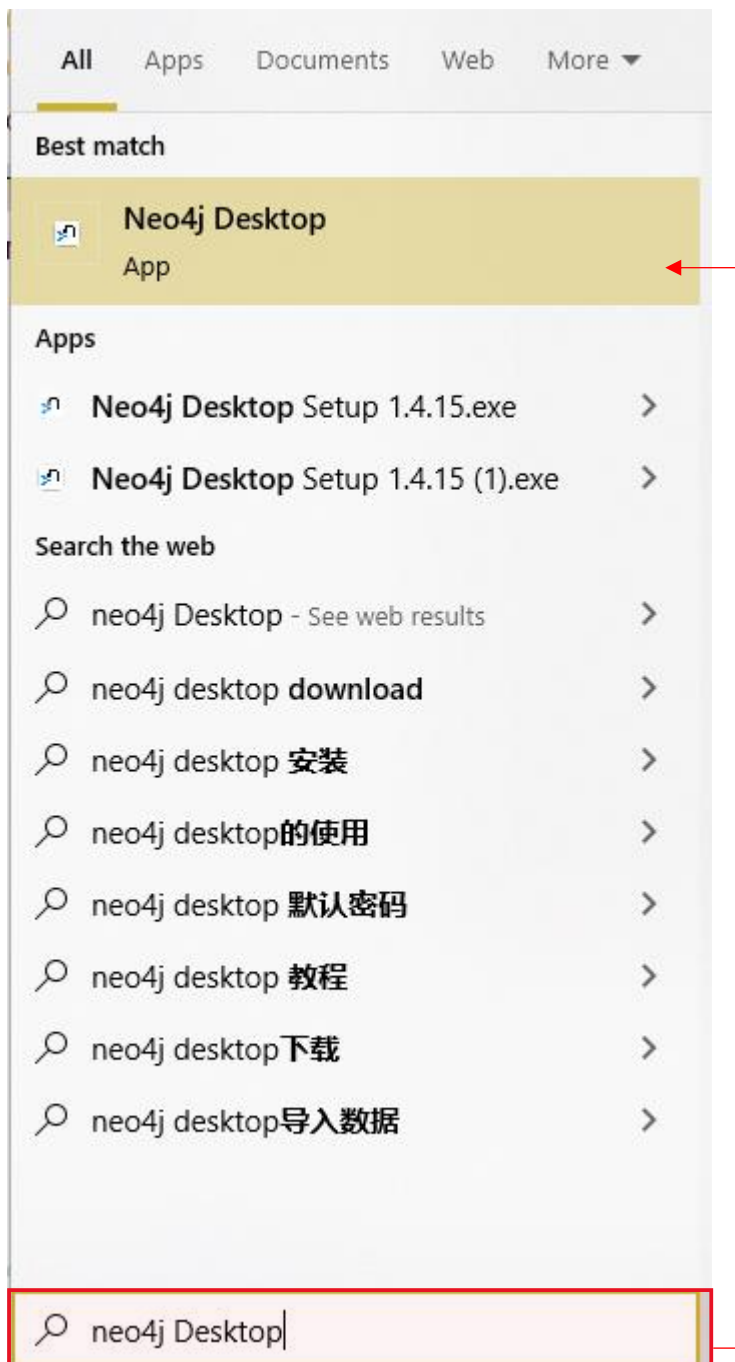 All Apps Documents Web More
Best match
Neo4j Desktop
App
Apps
Neo4j Desktop Setup 1.4.15.exe
Neo4j Desktop Setup 1.4.15 (1).exe
Search the web
neo4j Desktop - See web results
neo4j desktop download
neo4j desktop 安装
neo4j desktop的使用
neo4j desktop 默认密码
neo4j desktop 教程
neo4j desktop下载
neo4j desktop导入数据
neo4j Desktop